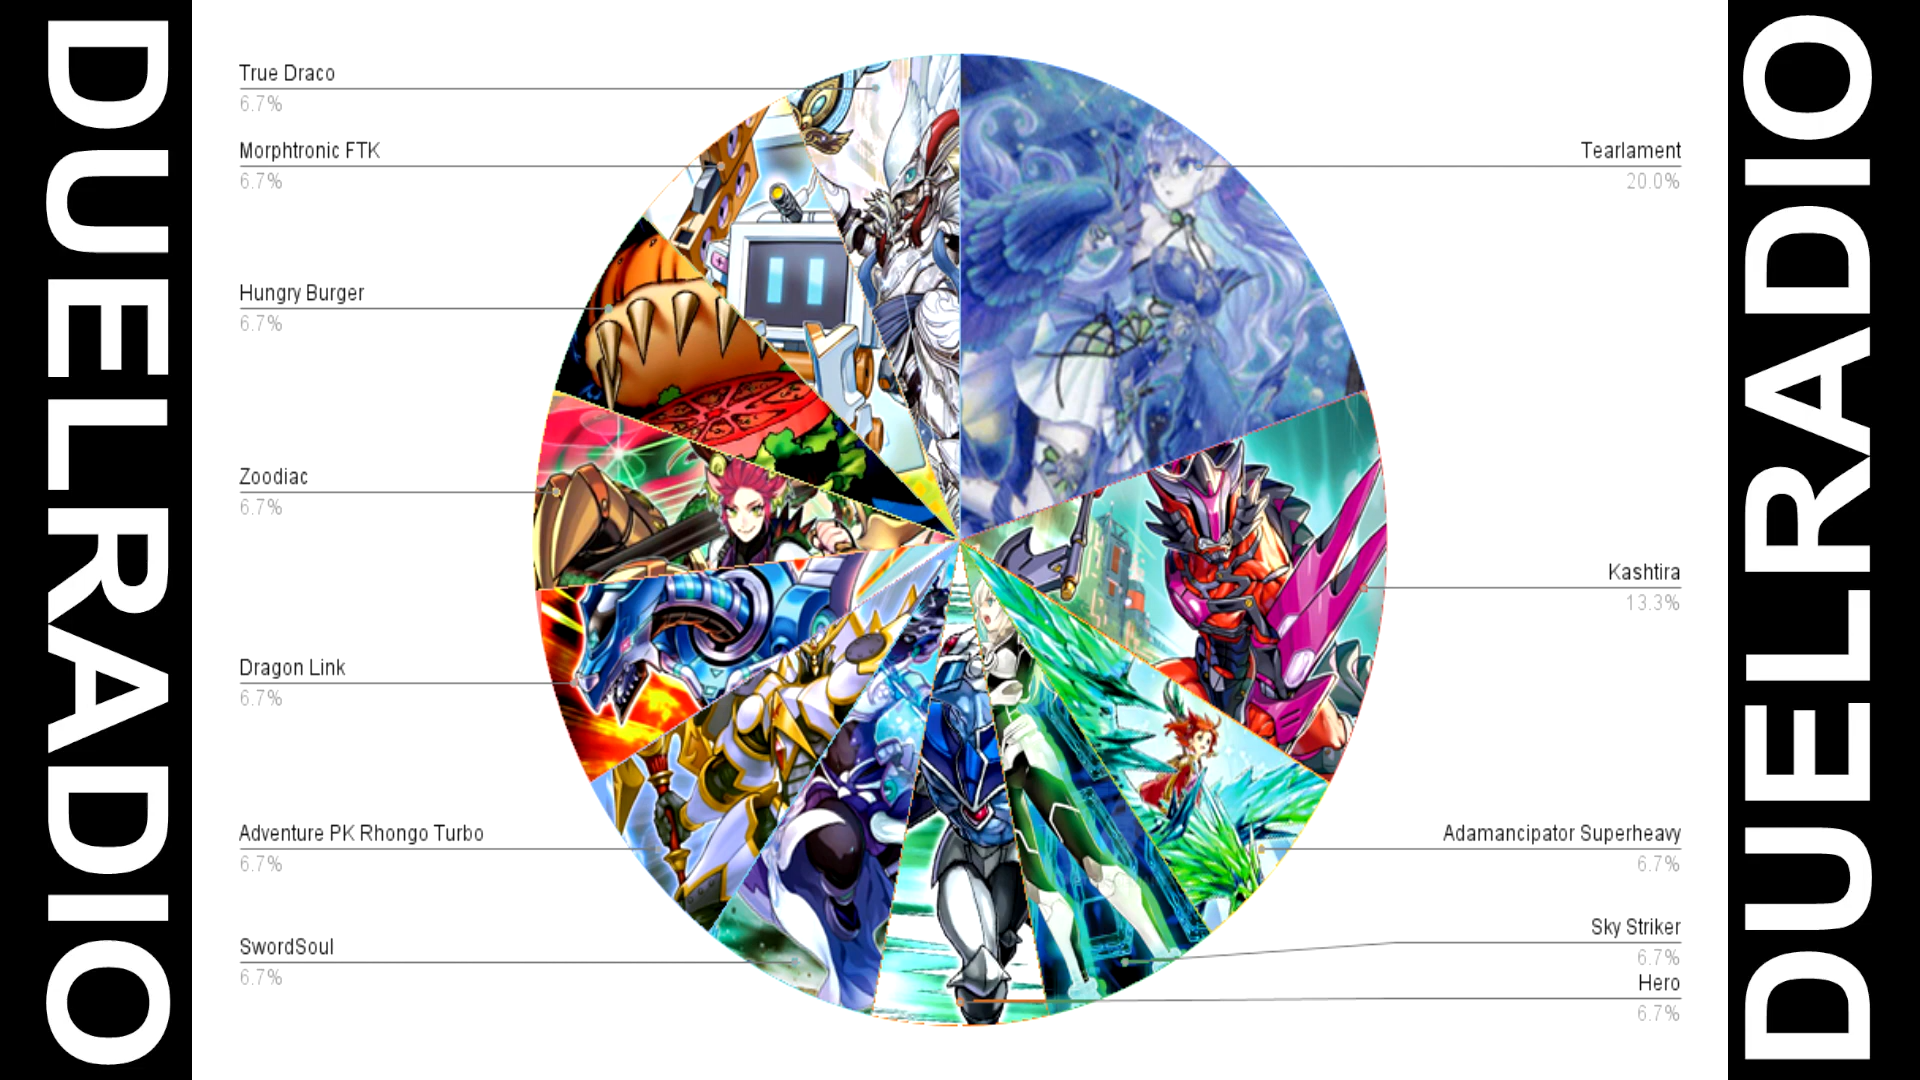 DUELRADIO
True Draco
6.7%
Morphtronic FTK
6.7%
Hungry Burger
6.7%
Zoodiac
6.7%
Dragon Link
6.7%
Adventure PK Rhongo Turbo
6.7%
SwordSoul
6.7%
Tearlament
20.0%
Kashtira
13.3%
Adamancipator Superheavy
6.7%
Sky Striker
6.7%
Hero
6.7%
DUELRADIO